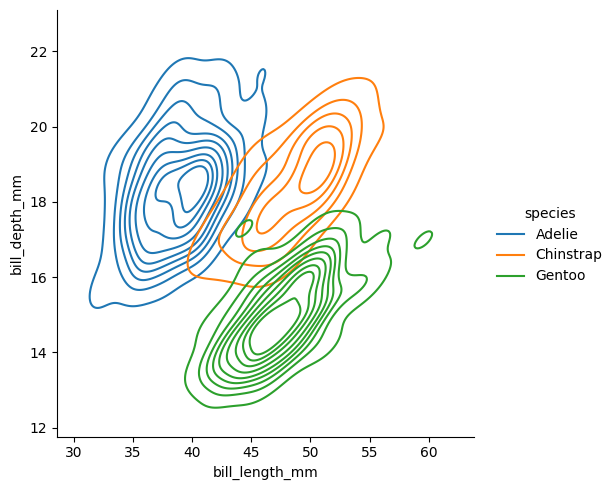 22
20
18
16
14
12
bill_depth_mm
30 35 40 45 50 55 60
bill_length_mm
species
Adelie
Chinstrap
Gentoo